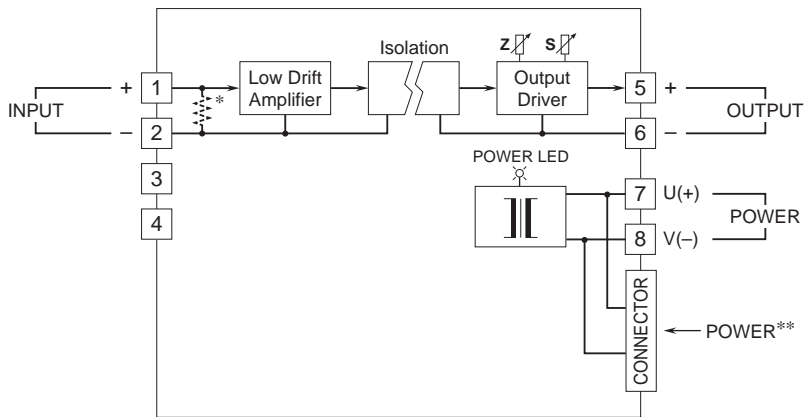 Isolation
Z S
INPUT
+ 1
*
Low Drift
Amplifier
Output
Driver
5 +
– 2
6 –
OUTPUT
3
4
POWER LED
7 U(+)
8 V(–)
POWER
CONNECTOR
POWER**